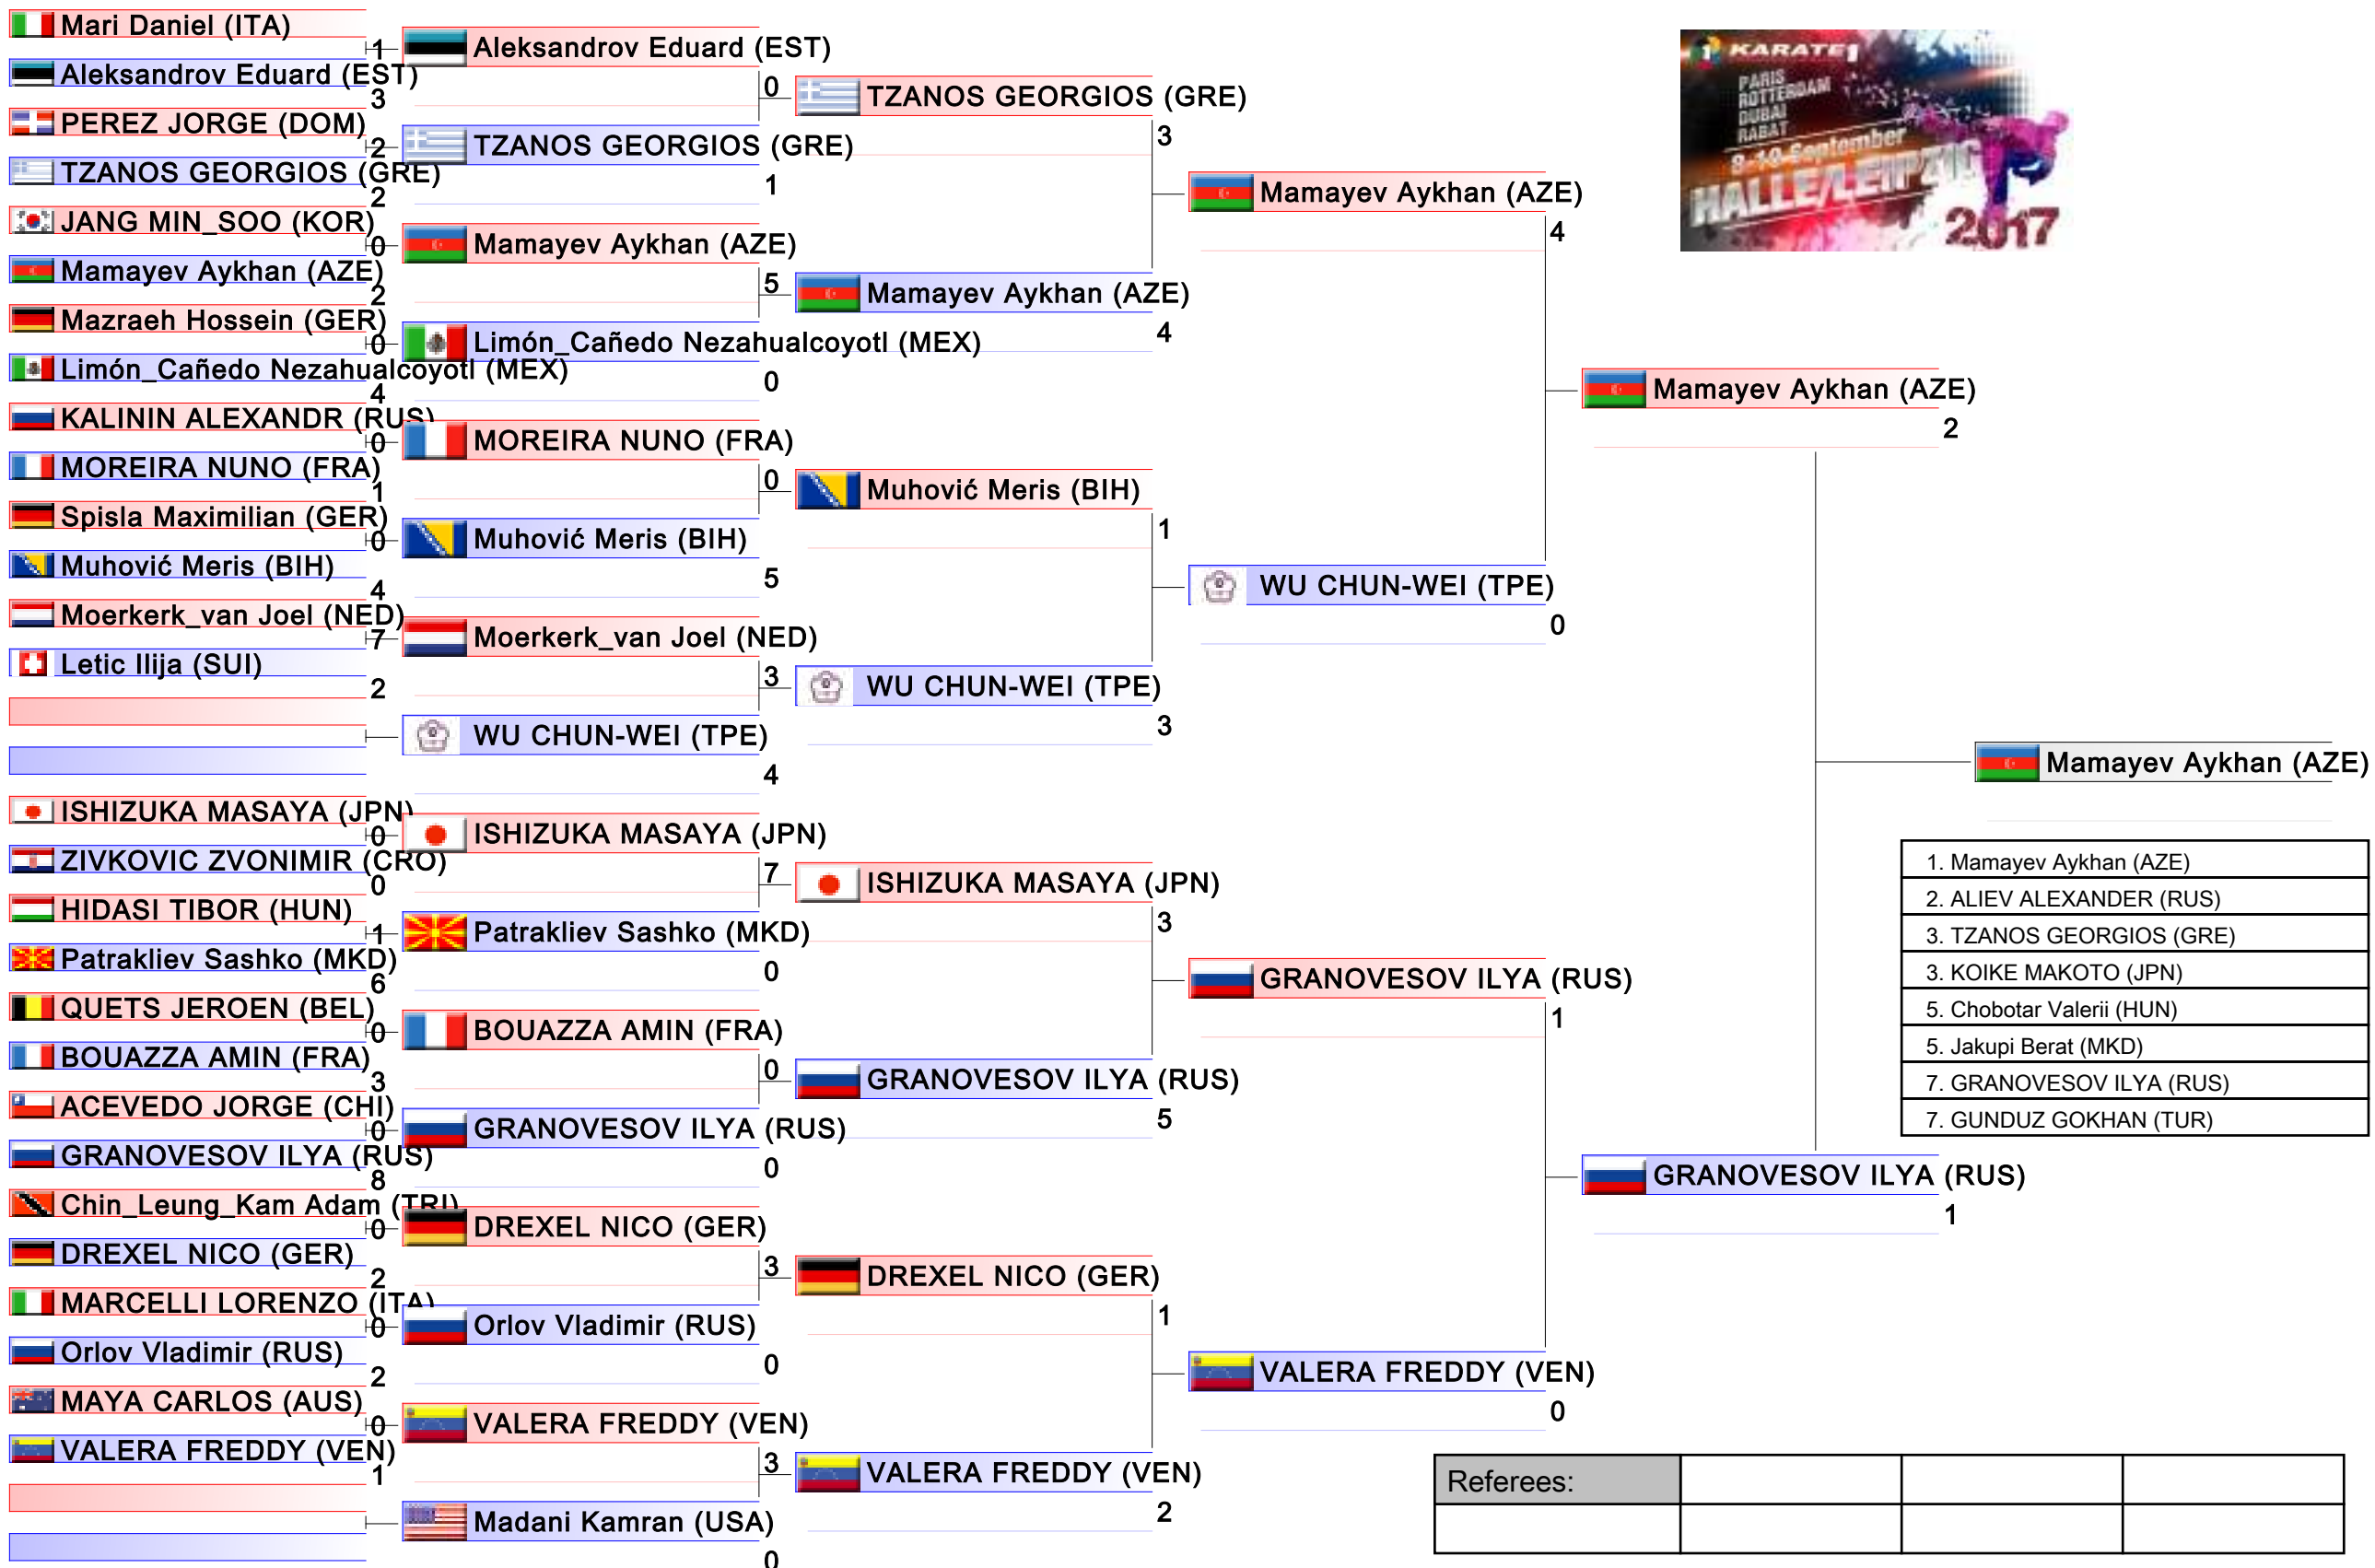 Mari Daniel (ITA)
1
Aleksandrov Eduard (EST)
3
PEREZ JORGE (DOM)
2
TZANOS GEORGIOS (GRE)
2
JANG MIN_SOO (KOR)
0
Mamayev Aykhan (AZE)
2
Mazraeh Hossein (GER)
0
Limón_Cañedo Nezahualcoyotl (MEX)
4
KALININ ALEXANDR (RUS)
0
MOREIRA NUNO (FRA)
1
Spisla Maximilian (GER)
0
Muhović Meris (BIH)
4
Moerkerk_van Joel (NED)
7
Letic Ilija (SUI)
2
ISHIZUKA MASAYA (JPN)
0
ZIVKOVIC ZVONIMIR (CRO)
0
HIDASI TIBOR (HUN)
1
Patrakliev Sashko (MKD)
6
QUETS JEROEN (BEL)
0
BOUAZZA AMIN (FRA)
3
ACEVEDO JORGE (CHI)
0
GRANOVESOV ILYA (RUS)
8
Chin_Leung_Kam Adam (TRI)
0
DREXEL NICO (GER)
2
MARCELLI LORENZO (ITA)
0
Orlov Vladimir (RUS)
2
MAYA CARLOS (AUS)
0
VALERA FREDDY (VEN)
1
Aleksandrov Eduard (EST)
0
TZANOS GEORGIOS (GRE)
1
Mamayev Aykhan (AZE)
5
Limón_Cañedo Nezahualcoyotl (MEX)
0
MOREIRA NUNO (FRA)
0
Muhović Meris (BIH)
5
Moerkerk_van Joel (NED)
3
WU CHUN-WEI (TPE)
4
ISHIZUKA MASAYA (JPN)
7
Patrakliev Sashko (MKD)
0
BOUAZZA AMIN (FRA)
0
GRANOVESOV ILYA (RUS)
0
DREXEL NICO (GER)
3
Orlov Vladimir (RUS)
0
VALERA FREDDY (VEN)
3
Madani Kamran (USA)
0
TZANOS GEORGIOS (GRE)
3
Mamayev Aykhan (AZE)
4
Muhović Meris (BIH)
1
WU CHUN-WEI (TPE)
3
ISHIZUKA MASAYA (JPN)
3
GRANOVESOV ILYA (RUS)
5
DREXEL NICO (GER)
1
VALERA FREDDY (VEN)
2
Mamayev Aykhan (AZE)
4
WU CHUN-WEI (TPE)
0
GRANOVESOV ILYA (RUS)
1
VALERA FREDDY (VEN)
0
Mamayev Aykhan (AZE)
2
GRANOVESOV ILYA (RUS)
1
Mamayev Aykhan (AZE)
KARATE1
PARIS
ROTTERDAM
DUBAI
RABAT
8-10 September
HALLE/LEIPZIG
2017
1. Mamayev Aykhan (AZE)
2. ALIEV ALEXANDER (RUS)
3. TZANOS GEORGIOS (GRE)
3. KOIKE MAKOTO (JPN)
5. Chobotar Valerii (HUN)
5. Jakupi Berat (MKD)
7. GRANOVESOV ILYA (RUS)
7. GUNDUZ GOKHAN (TUR)
Referees: